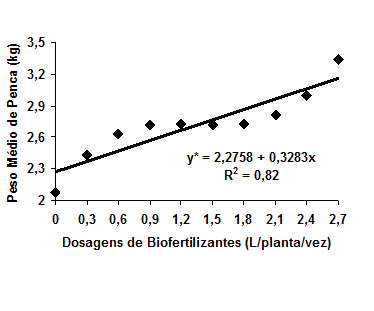 Peso Médio de Penca (kg)
3,5
3,2
2,9
2,6
2,3
2
y* = 2,2758 + 0,3283x
R² = 0,82
0 0,3 0,6 0,9 1,2 1,5 1,8 2,1 2,4 2,7
Dosagens de Biofertilizantes (L/planta/vez)